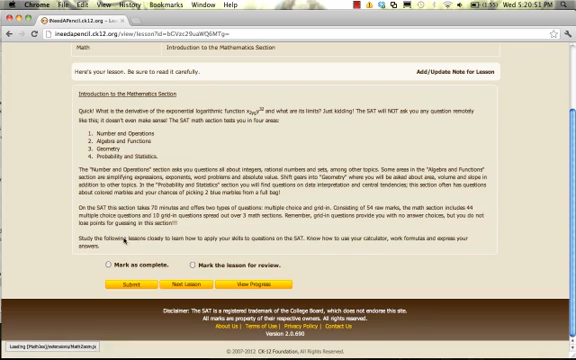 Chrome File Edit View History Bookmarks Window Help
5:20:51 PM
iNeedAPencil.ck12.org - view
ineedapencil.ck12.org/view/lesson?id=bCVzc29uaWQ6MTg=
Math Introduction to the Mathematics Section
Here's your lesson. Be sure to read it carefully. Add/Update Note for Lesson
Introduction to the Mathematics Section
Quick! What is the derivative of the exponential logarithmic function and what are its limits? Just kidding! The SAT will NOT ask you any question remotely
like this; it doesn't even make sense! The SAT math section tests you in four areas:
1. Number and Operations
2. Algebra and Functions
3. Geometry
4. Probability and Statistics.
The "Number and Operations" section asks you questions all about integers, rational numbers and sets, among other topics. Some areas in the "Algebra and Functions"
section are simplifying expressions, exponents, word problems and absolute value. Shift gears into "Geometry" where you will be asked about area, volume and slope in
addition to other topics. In the "Probability and Statistics" section you will find questions on data interpretation and central tendencies; this section often has questions
about colored marbles and your chances of picking 2 blue marbles from a full bag!
On the SAT this section takes 70 minutes and offers two types of questions: multiple choice and grid-in. Consisting of 54 raw marks, the math section includes 44
multiple choice questions and 10 grid-in questions spread out over 3 math sections. Remember, grid-in questions provide you with no answer choices, but you do not
lose points for guessing in this section!!!
Study the following lessons closely to learn how to apply your skills to questions on the SAT. Know how to use your calculator, work formulas and express your
answers.
Mark as complete. Mark the lesson for review.
Submit Next Lesson View Progress
Disclaimer: The SAT is a registered trademark of the College Board, which does not endorse this site.
All marks are property of their respective owners. All rights reserved.
About Us | Terms of Use | Privacy Policy | Contact Us
Version 2.0.690
© 2007-2012 CK-12 Foundation. All rights reserved.
Loading [MathJax]/extensions/MathZoom.js